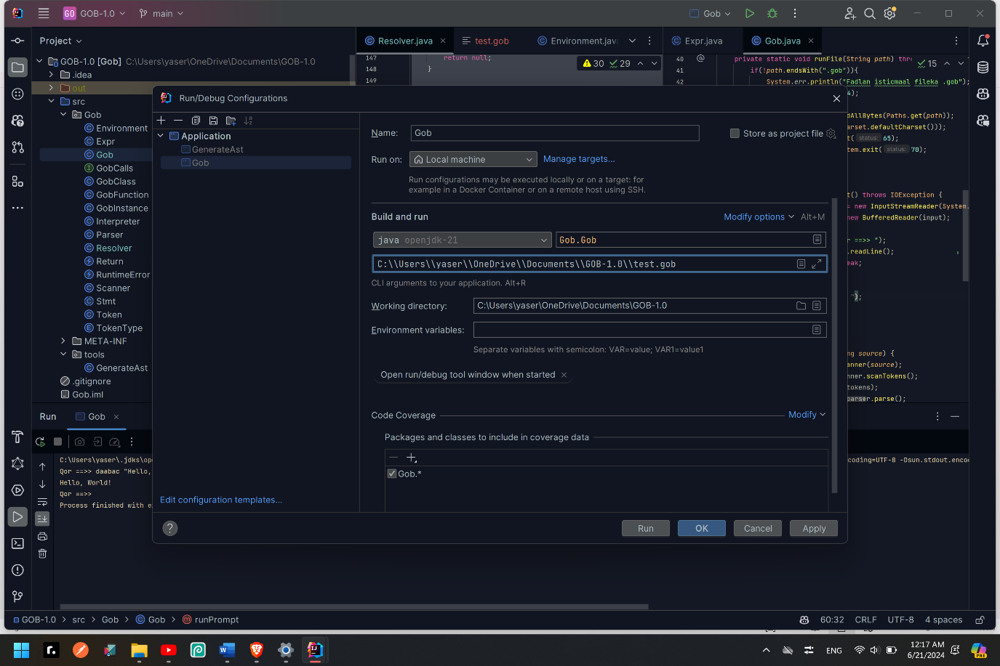 GO GOB-1.0 main Gob
Project
Resolver.java test.gob Environment.java Expr.java Gob.java
GOB-1.0 [Gob] C:\Users\yaser\OneDrive\Documents\GOB-1.0
.idea
out
src
Gob
Environment
Expr
Gob
GobCalls
GobClass
GobFunction
GobInstance
Interpreter
Parser
Resolver
Return
RuntimeError
Scanner
Stmt
Token
TokenType
META-INF
tools
GenerateAst
.gitignore
Gob.iml
147 return null;
148 }
149
30 29
40 @ private static void runFile(String path) thr
15
41 if(!path.endsWith(".gob")){
42 System.err.println("Fadlan isticmaal fileka .gob");
4);
dAllBytes(Paths.get(path));
arset.defaultCharset()));
t( status: 65);
tem.exit( status: 70);
t() throws IOException {
= new InputStreamReader(System.
new BufferedReader(input);
r ==>> ");
.readLine();
eak;
");
ng source) {
anner(source);
nner.scanTokens();
tokens);
parser.parse();
Run/Debug Configurations
Application
GenerateAst
Gob
Edit configuration templates...
Name: Gob Store as project file
Run on: Local machine Manage targets...
Run configurations may be executed locally or on a target: for
example in a Docker Container or on a remote host using SSH.
Build and run Modify options Alt+M
java openjdk-21 Gob.Gob
C:\\Users\\yaser\\OneDrive\\Documents\\GOB-1.0\\test.gob
CLI arguments to your application. Alt+R
Working directory: C:\Users\yaser\OneDrive\Documents\GOB-1.0
Environment variables:
Separate variables with semicolon: VAR=value; VAR1=value1
Open run/debug tool window when started
Code Coverage Modify
Packages and classes to include in coverage data
Gob.*
? Run OK Cancel Apply
Run Gob
C:\Users\yaser\.jdks\op
coding=UTF-8 -Dsun.stdout.enco
Qor ==>> daabac "Hello,
Hello, World!
Qor ==>>
Process finished with e
GOB-1.0 > src > Gob > Gob > runPrompt 60:32 CRLF UTF-8 4 spaces
ENG 12:17 AM
6/21/2024
PRE